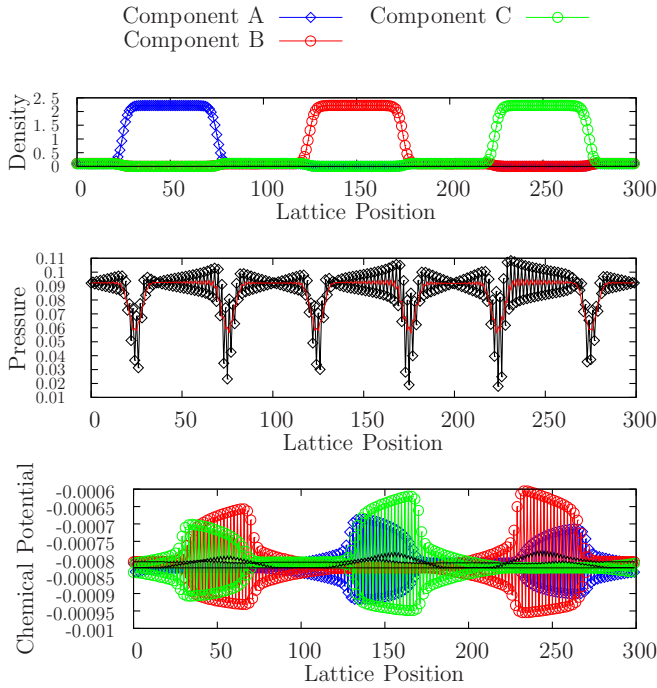 Component A Component C
Component B
Density
2.5
2
1.5
1
0.5
0
0 50 100 150 200 250 300
Lattice Position
Pressure
0.11
0.1
0.09
0.08
0.06
0.05
0.04
0.03
0.02
0.01
0 50 100 150 200 250 300
Lattice Position
Chemical Potential
-0.0006
-0.00065
-0.0007
-0.00075
-0.0008
-0.00085
-0.0009
-0.00095
-0.001
0 50 100 150 200 250 300
Lattice Position